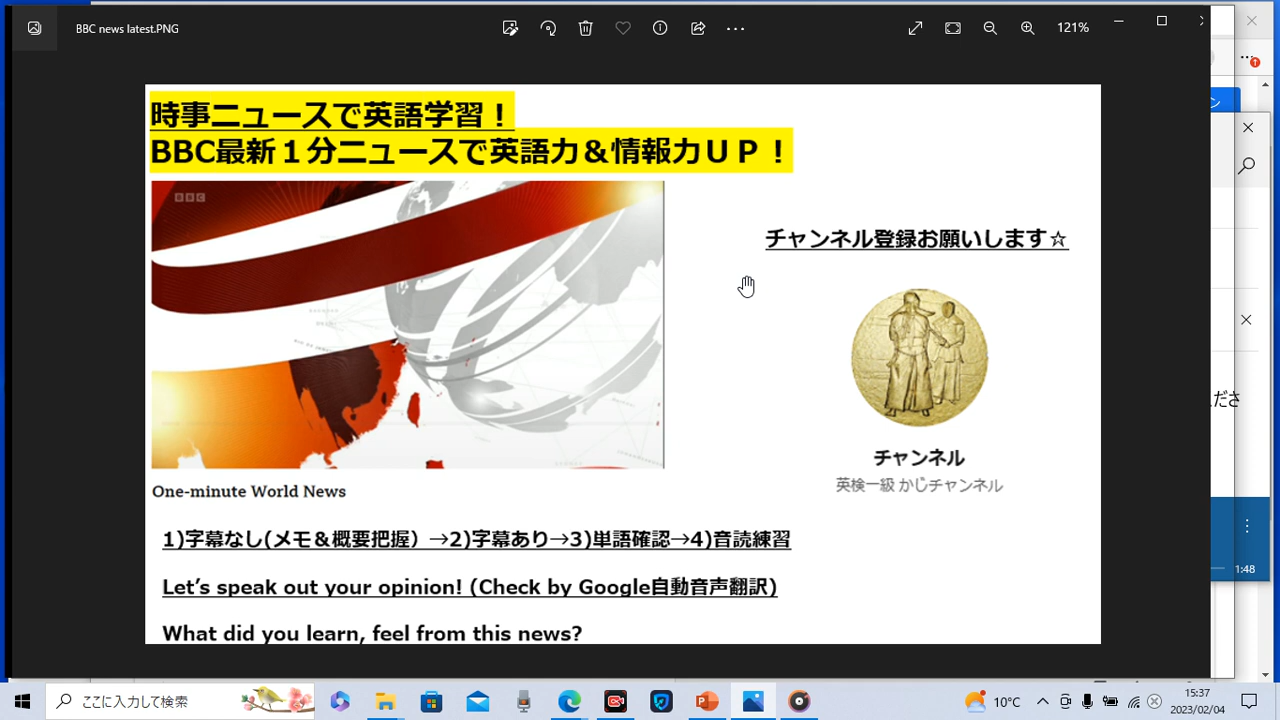 BBC news latest.PNG
121%
時事ニュースで英語学習！
BBC最新１分ニュースで英語力＆情報力ＵＰ！
BBC
チャンネル登録お願いします☆
チャンネル
英検一級 かじチャンネル
One-minute World News
1)字幕なし(メモ＆概要把握）→2)字幕あり→3)単語確認→4)音読練習
Let’s speak out your opinion! (Check by Google自動音声翻訳)
What did you learn, feel from this news?
ださ
1:48
ここに入力して検索
10℃
15:37
2023/02/04